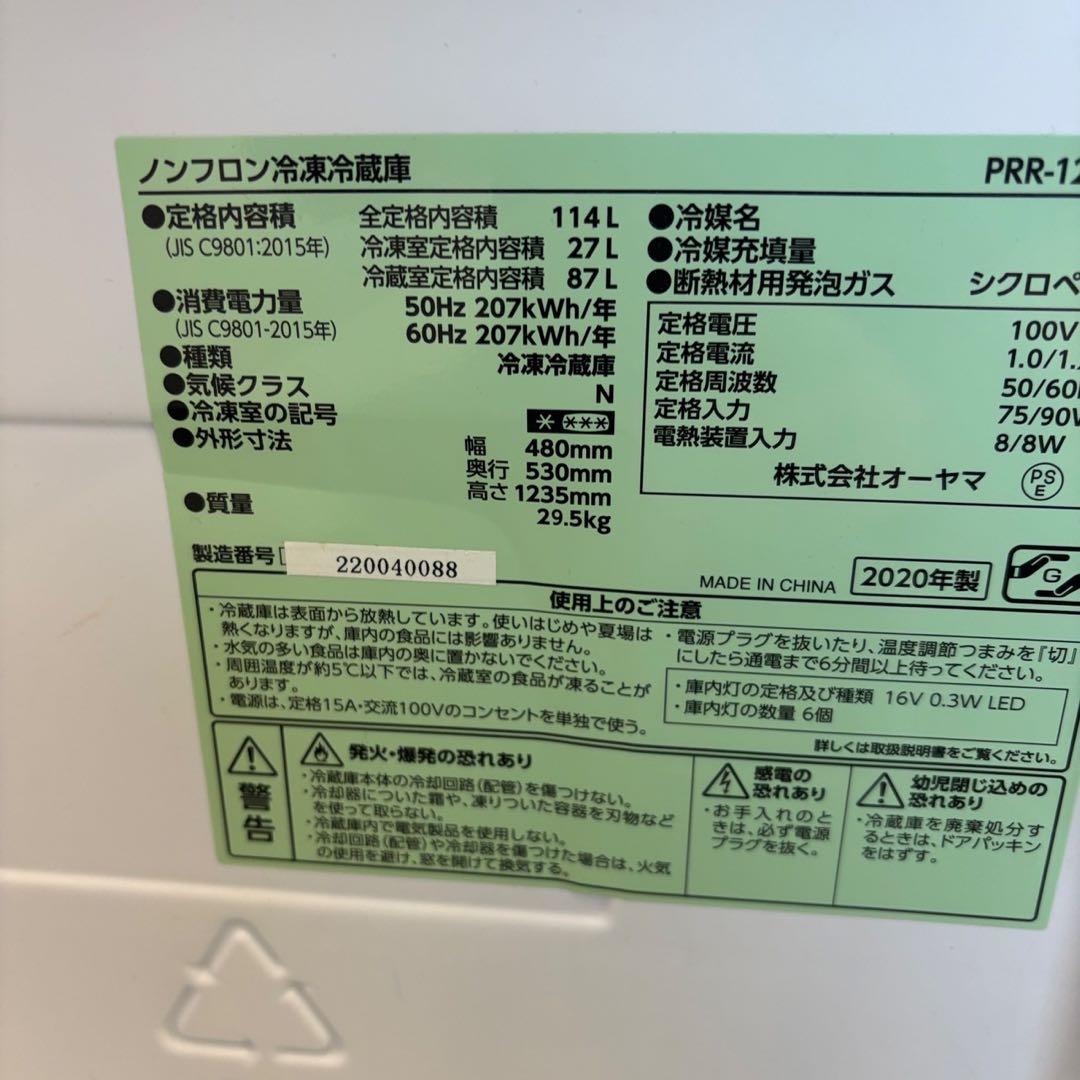 ノンフロン冷凍冷蔵庫 PRR-12
●定格内容積 全定格内容積 114 L
(JIS C9801:2015年) 冷凍室定格内容積 27 L
冷蔵室定格内容積 87 L
●消費電力量 50Hz 207kWh/年
(JIS C9801-2015年) 60Hz 207kWh/年
●種類 冷凍冷蔵庫
●気候クラス N
●冷凍室の記号
●外形寸法 幅 480mm
奥行 530mm
高さ 1235mm
●質量 29.5kg
●冷媒名
●冷媒充填量
●断熱材用発泡ガス シクロペ
定格電圧 100V
定格電流 1.0/1.
定格周波数 50/60
定格入力 75/90W
電熱装置入力 8/8W
株式会社オーヤマ
PS
E
製造番号 220040088
MADE IN CHINA 2020年製
G
使用上のご注意
・冷蔵庫は表面から放熱しています。使いはじめや夏場は
熱くなりますが、庫内の食品には影響ありません。
・水気の多い食品は庫内の奥に置かないでください。
・周囲温度が約5℃以下では、冷蔵室の食品が凍ることが
あります。
・電源は、定格15A・交流100Vのコンセントを単独で使う。
・電源プラグを抜いたり、温度調節つまみを『切』
にしたら通電まで6分間以上待ってください。
・庫内灯の定格及び種類 16V 0.3W LED
・庫内灯の数量 6個
詳しくは取扱説明書をご覧ください。
警告
発火・爆発の恐れあり
・冷蔵庫本体の冷却回路(配管)を傷つけない。
・冷却器についた霜や、凍りついた容器を刃物など
を使って取らない。
・冷蔵庫内で電気製品を使用しない。
・冷却回路(配管)や冷却器を傷つけた場合は、火気
の使用を避け、窓を開けて換気する。
感電の
恐れあり
・お手入れのと
きは、必ず電源
プラグを抜く。
幼児閉じ込めの
恐れあり
・冷蔵庫を廃棄処分す
るときは、ドアパッキン
をはずす。